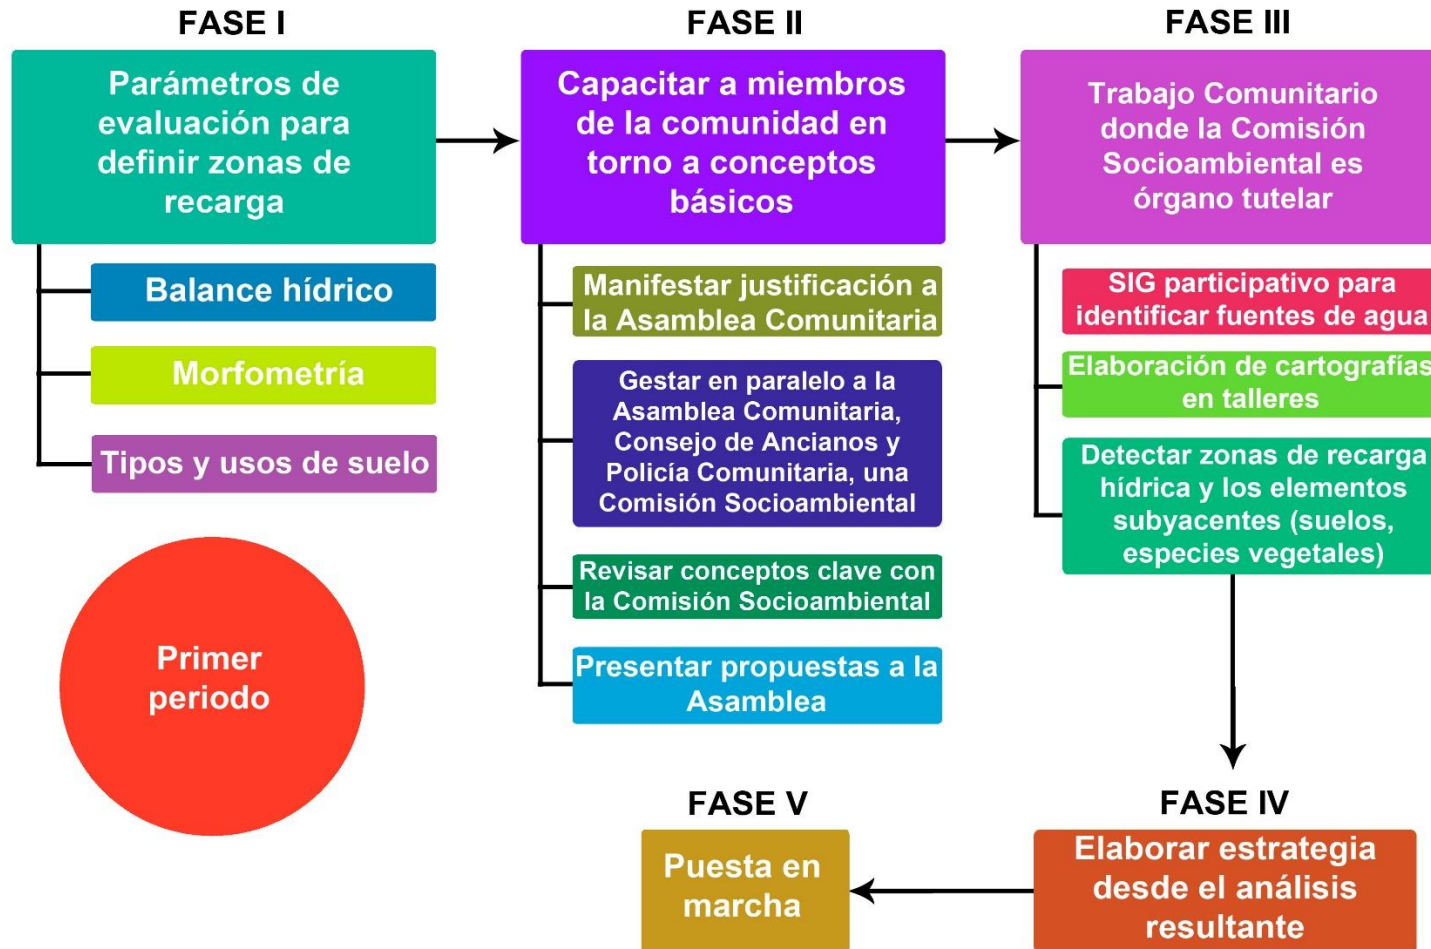 FASE I
Parámetros de
evaluación para
definir zonas de
recarga
Balance hídrico
Morfometría
Tipos y usos de suelo
Primer
periodo
FASE II
Capacitar a miembros
de la comunidad en
torno a conceptos
básicos
Manifestar justificación a
la Asamblea Comunitaria
Gestar en paralelo a la
Asamblea Comunitaria,
Consejo de Ancianos y
Policía Comunitaria, una
Comisión Socioambiental
Revisar conceptos clave con
la Comisión Socioambiental
Presentar propuestas a la
Asamblea
FASE III
Trabajo Comunitario
donde la Comisión
Socioambiental es
órgano tutelar
SIG participativo para
identificar fuentes de agua
Elaboración de cartografías
en talleres
Detectar zonas de recarga
hídrica y los elementos
subyacentes (suelos,
especies vegetales)
FASE IV
Elaborar estrategia
desde el análisis
resultante
FASE V
Puesta en
marcha